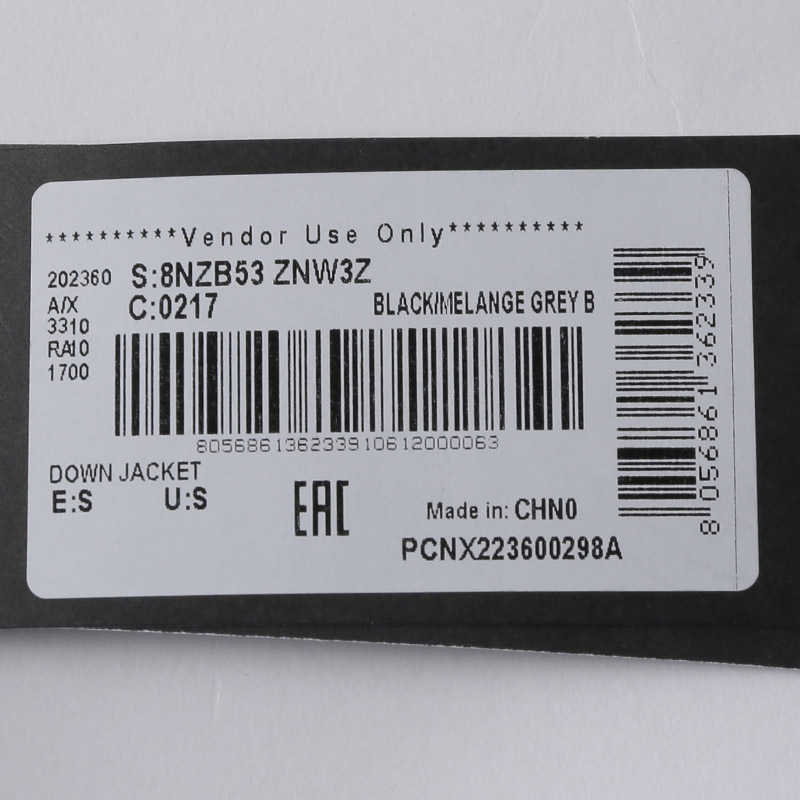 **********Vendor Use Only**********
202360 S:8NZB53 ZNW3Z
A/X C:0217 BLACK/MELANGE GREY B
3310
RA10
1700
805686136233910612000063
DOWN JACKET
E:S U:S
EAC
Made in: CHN0
PCNX223600298A
8 056861 362339